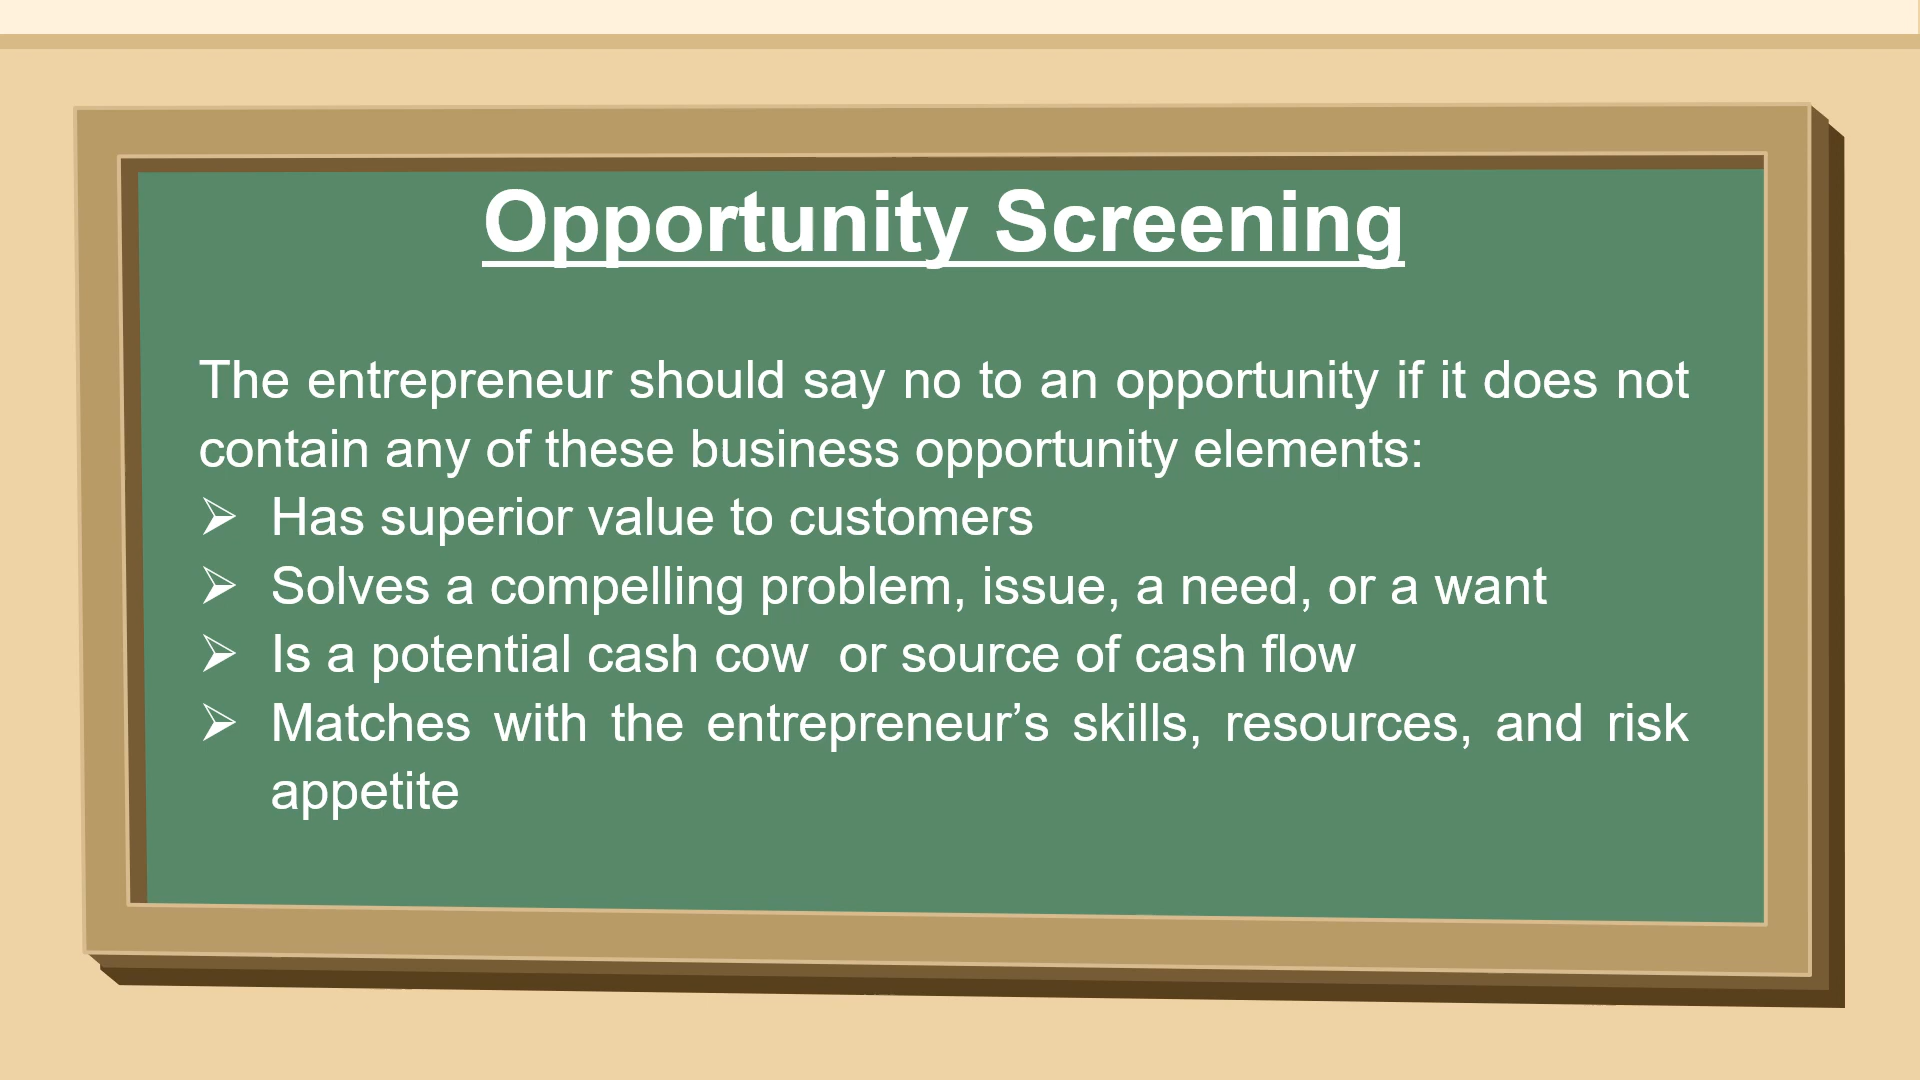 Opportunity Screening
The entrepreneur should say no to an opportunity if it does not
contain any of these business opportunity elements:
➢ Has superior value to customers
➢ Solves a compelling problem, issue, a need, or a want
➢ Is a potential cash cow  or source of cash flow
➢ Matches with the entrepreneur’s skills, resources, and risk
appetite